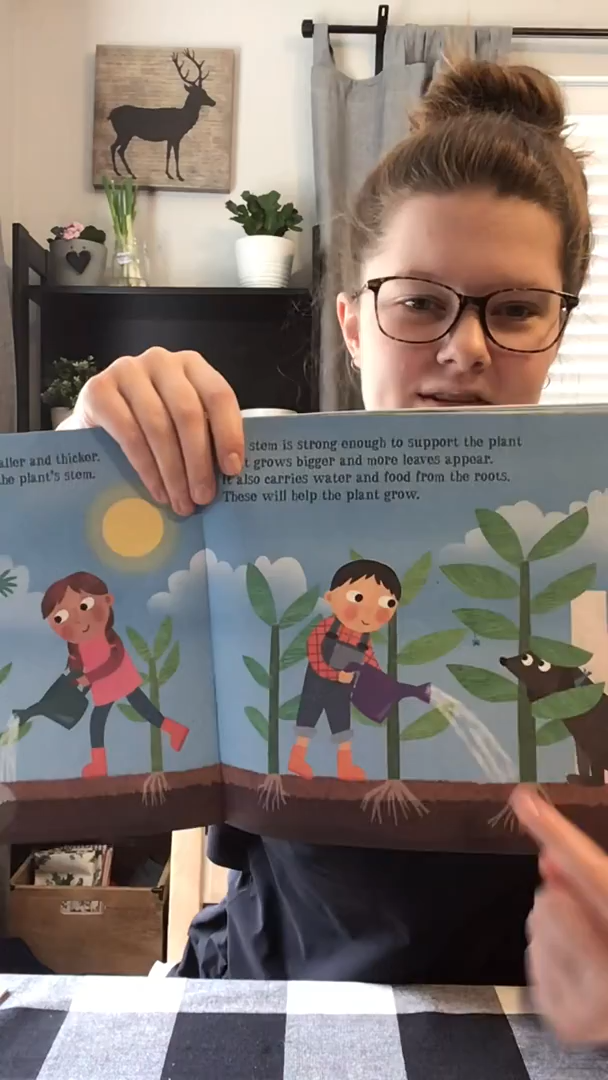 and thicker.
the plant's stem.
stem is strong enough to support the plant
t grows bigger and more leaves appear.
It also carries water and food from the roots.
These will help the plant grow.